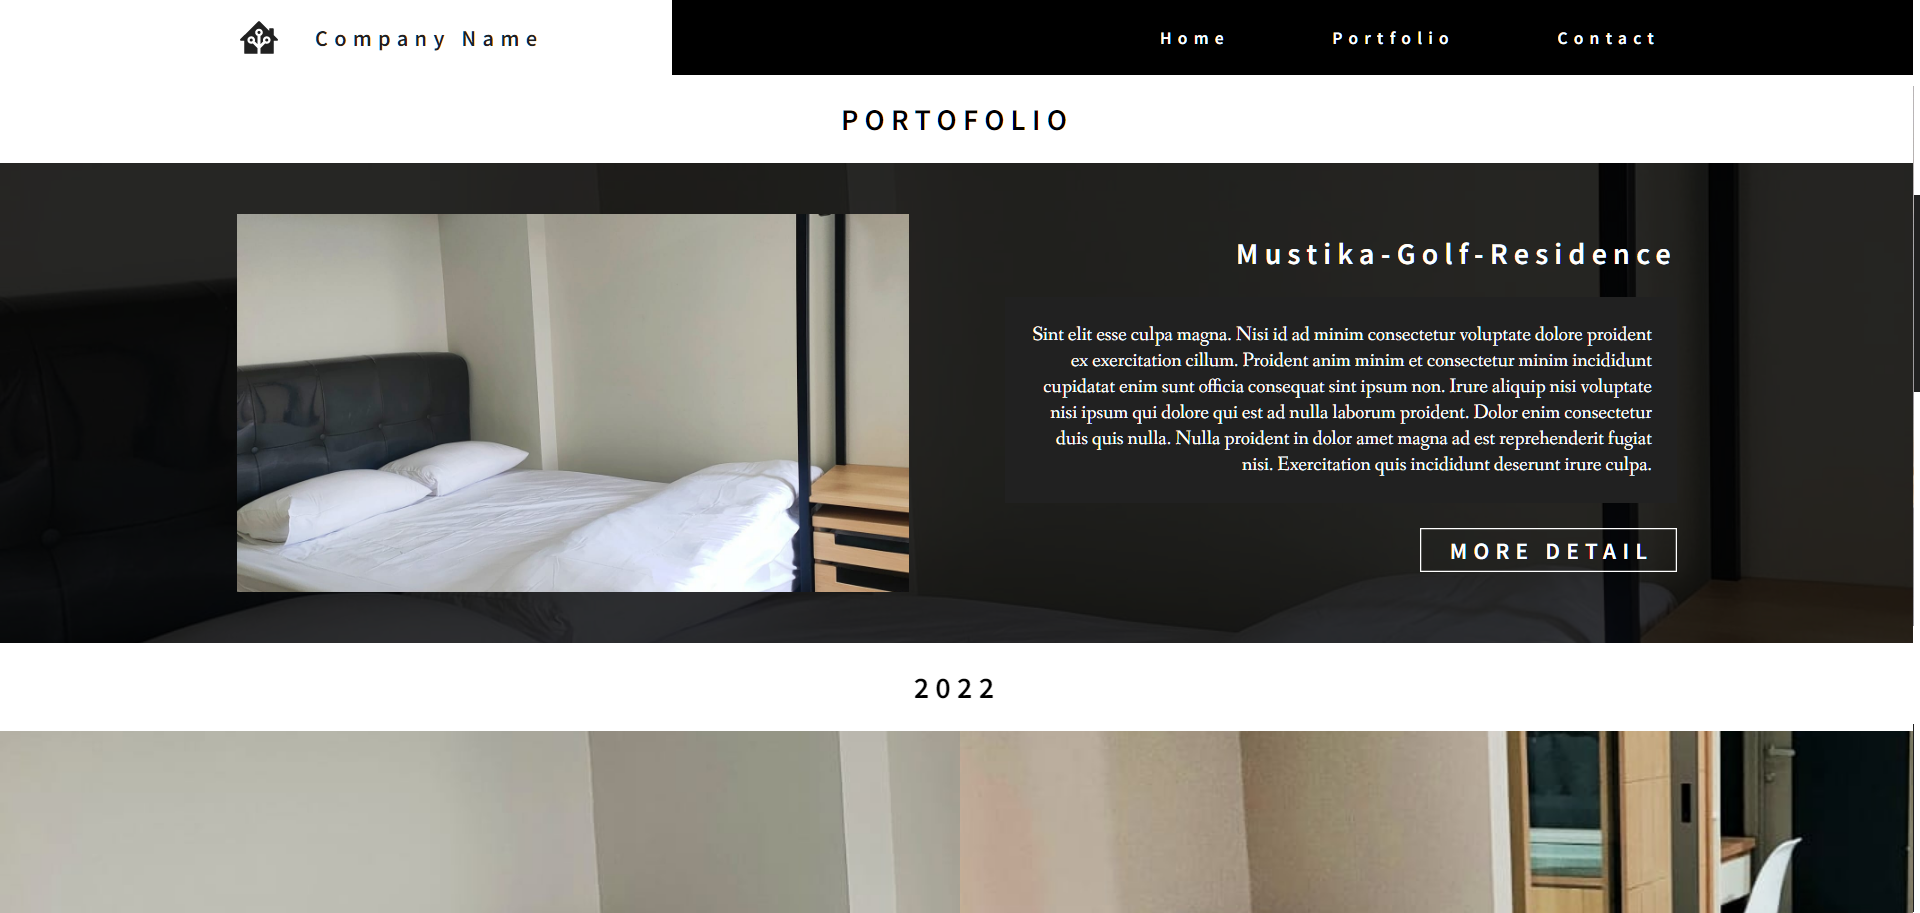 Company Name
Home
Portfolio
Contact
PORTOFOLIO
Mustika-Golf-Residence
Sint elit esse culpa magna. Nisi id ad minim consectetur voluptate dolore proident
ex exercitation cillum. Proident anim minim et consectetur minim incididunt
cupidatat enim sunt officia consequat sint ipsum non. Irure aliquip nisi voluptate
nisi ipsum qui dolore qui est ad nulla laborum proident. Dolor enim consectetur
duis quis nulla. Nulla proident in dolor amet magna ad est reprehenderit fugiat
nisi. Exercitation quis incididunt deserunt irure culpa.
MORE DETAIL
2022